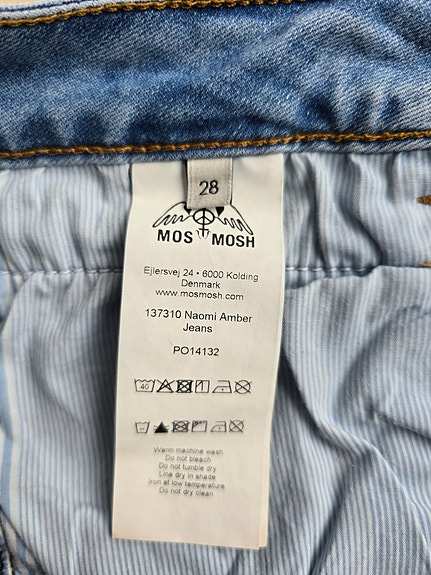 28
MOS MOSH
Ejlersvej 24 • 6000 Kolding
Denmark
www.mosmosh.com
137310 Naomi Amber
Jeans
PO14132
40
Warm machine wash
Do not bleach
Do not tumble dry
Line dry in shade
Iron at low temperature
Do not dry clean